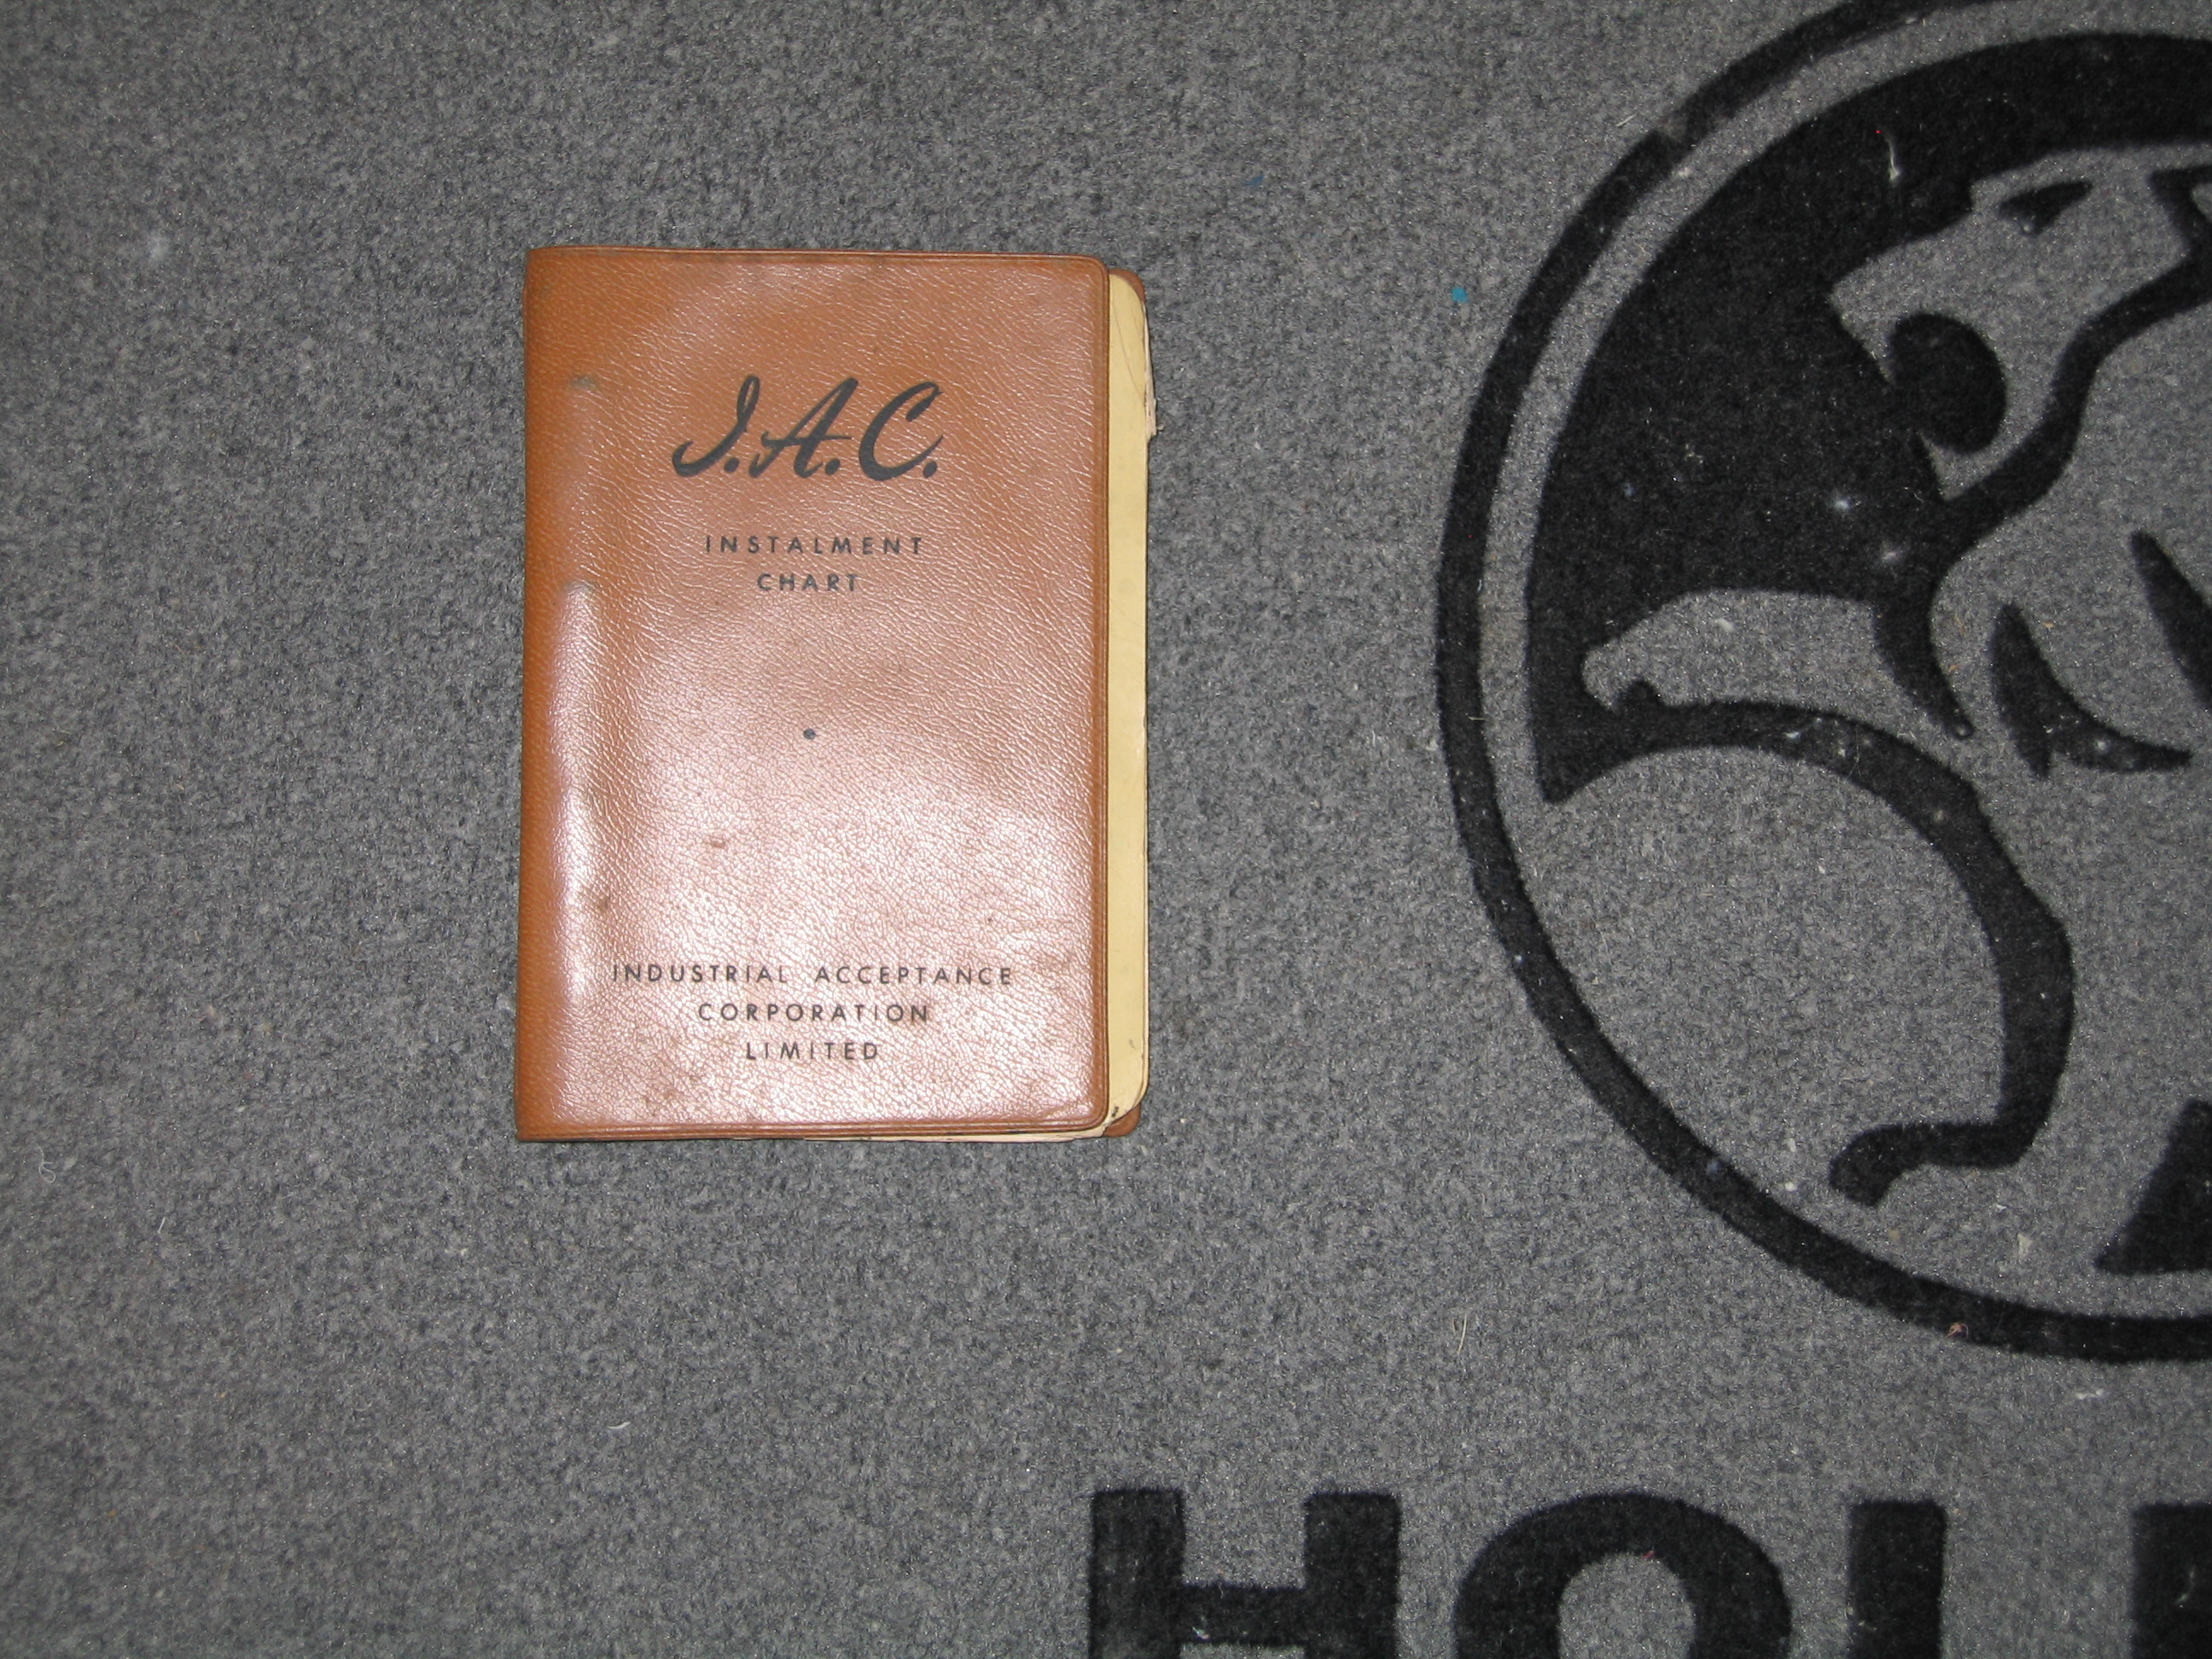 I.A.C.
INSTALMENT
CHART
INDUSTRIAL ACCEPTANCE
CORPORATION
LIMITED